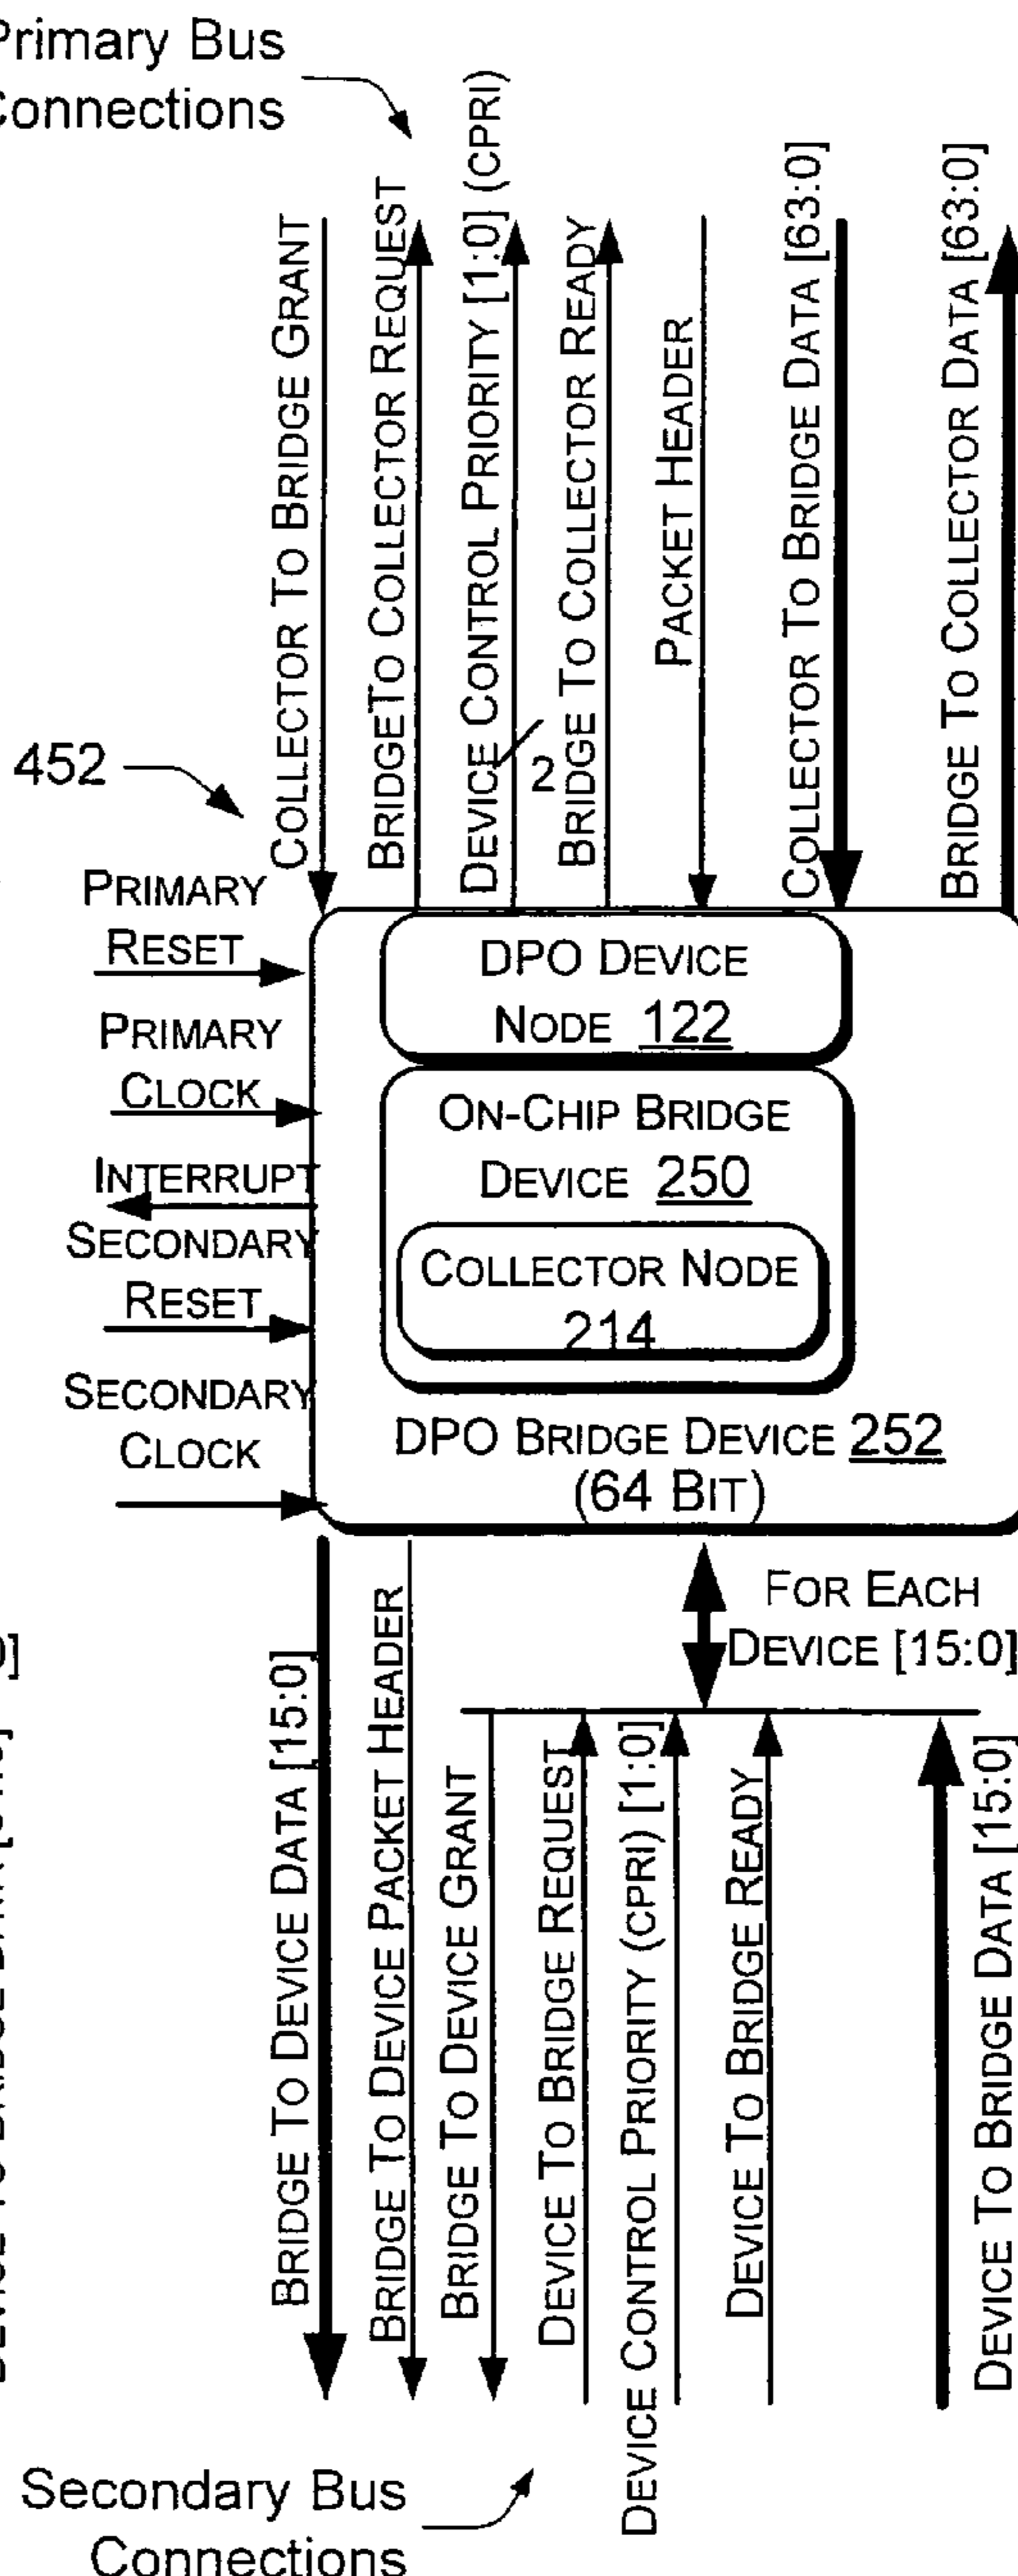 Primary Bus
Connections
COLLECTOR TO BRIDGE GRANT
BRIDGETO COLLECTOR REQUEST
DEVICE CONTROL PRIORITY [1:0] (CPRI)
2
BRIDGE TO COLLECTOR READY
PACKET HEADER
COLLECTOR TO BRIDGE DATA [63:0]
BRIDGE TO COLLECTOR DATA [63:0]
452
PRIMARY
RESET
PRIMARY
CLOCK
INTERRUPT
SECONDARY
RESET
SECONDARY
CLOCK
DPO DEVICE
NODE 122
ON-CHIP BRIDGE
DEVICE 250
COLLECTOR NODE
214
DPO BRIDGE DEVICE 252
(64 BIT)
FOR EACH
DEVICE [15:0]
BRIDGE TO DEVICE DATA [15:0]
BRIDGE TO DEVICE PACKET HEADER
BRIDGE TO DEVICE GRANT
DEVICE TO BRIDGE REQUEST
DEVICE CONTROL PRIORITY (CPRI) [1:0]
DEVICE TO BRIDGE READY
DEVICE TO BRIDGE DATA [15:0]
Secondary Bus
Connections